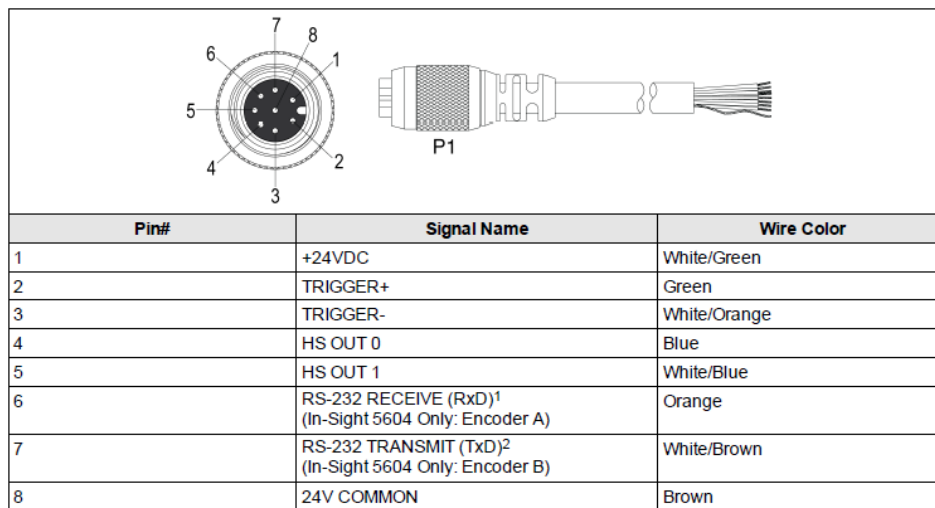 7
8
6
1
5
4
2
3
P1
Pin# Signal Name Wire Color
1 +24VDC White/Green
2 TRIGGER+ Green
3 TRIGGER- White/Orange
4 HS OUT 0 Blue
5 HS OUT 1 White/Blue
6 RS-232 RECEIVE (RxD)1 Orange
(In-Sight 5604 Only: Encoder A)
7 RS-232 TRANSMIT (TxD)2 White/Brown
(In-Sight 5604 Only: Encoder B)
8 24V COMMON Brown